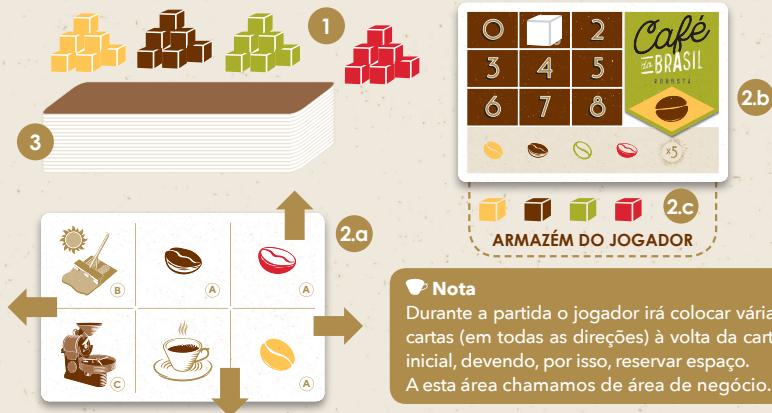 1
3
0 2
3 4 5
6 7 8
Café
da BRASIL
ROBUSTA
x5
2.b
2.c
ARMAZÉM DO JOGADOR
2.a
B
A
A
C
A
Nota
Durante a partida o jogador irá colocar vária
cartas (em todas as direções) à volta da cart
inicial, devendo, por isso, reservar espaço.
A esta área chamamos de área de negócio.